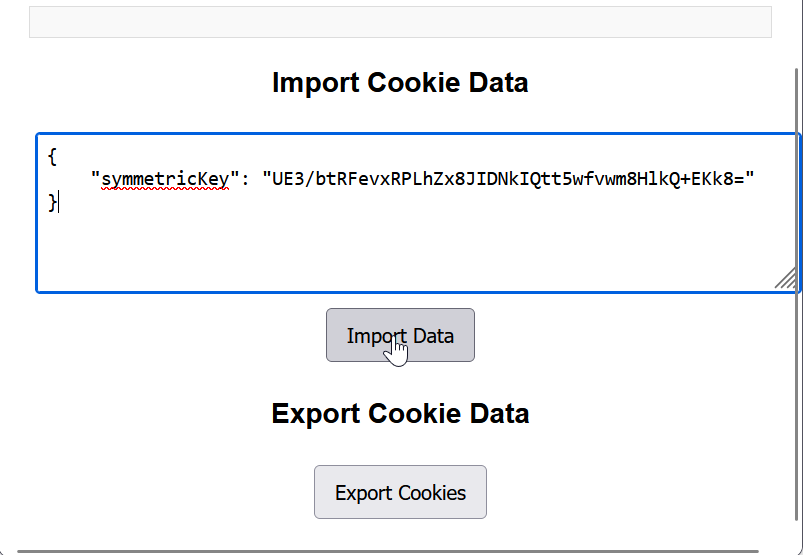 Import Cookie Data
{
"symmetricKey": "UE3/btRFevxRPLhZx8JIDNkIQtt5wfvwm8HlkQ+EKk8="
}
Import Data
Export Cookie Data
Export Cookies